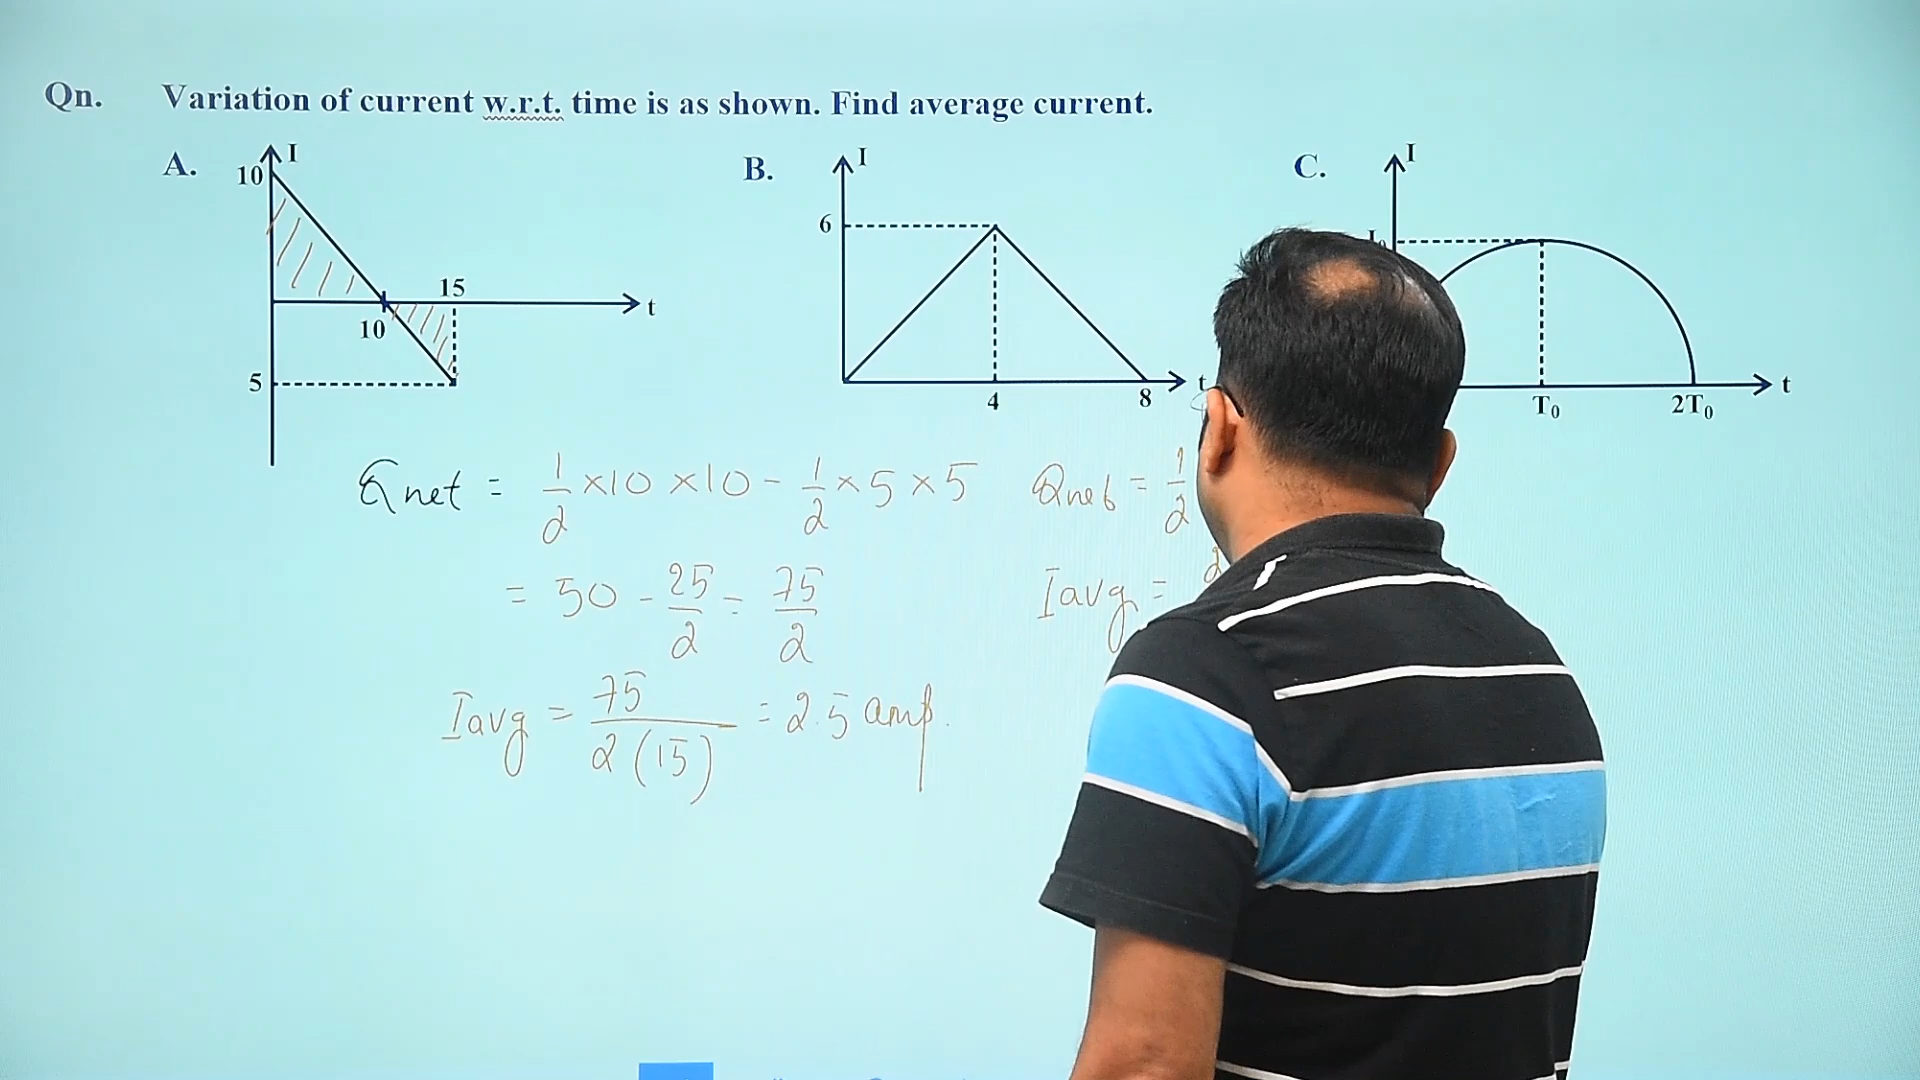 Qn. Variation of current w.r.t. time is as shown. Find average current.
A.
I
10
15
t
10
5
B.
I
6
t
4
8
C.
I
t
T₀
2T₀
Qnet = 1/2 ×10 ×10 - 1/2 × 5 × 5
= 50 - 25/2 = 75/2
Iavg = 75/2(15) = 2.5 amp.
Qnet = 1/2
Iavg =